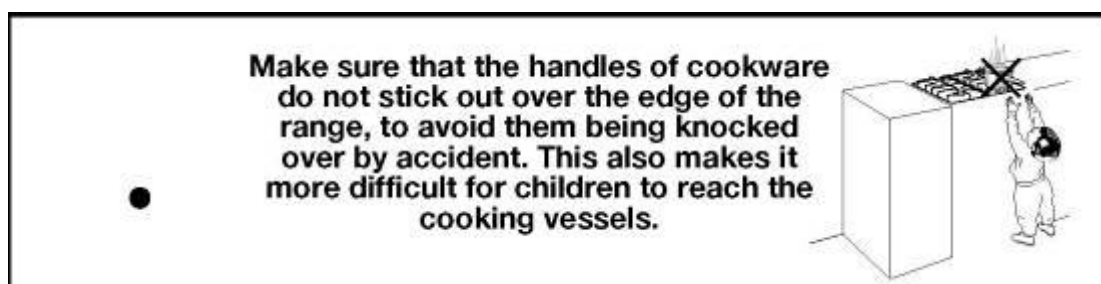 Make sure that the handles of cookware
do not stick out over the edge of the
range, to avoid them being knocked
over by accident. This also makes it
more difficult for children to reach the
cooking vessels.